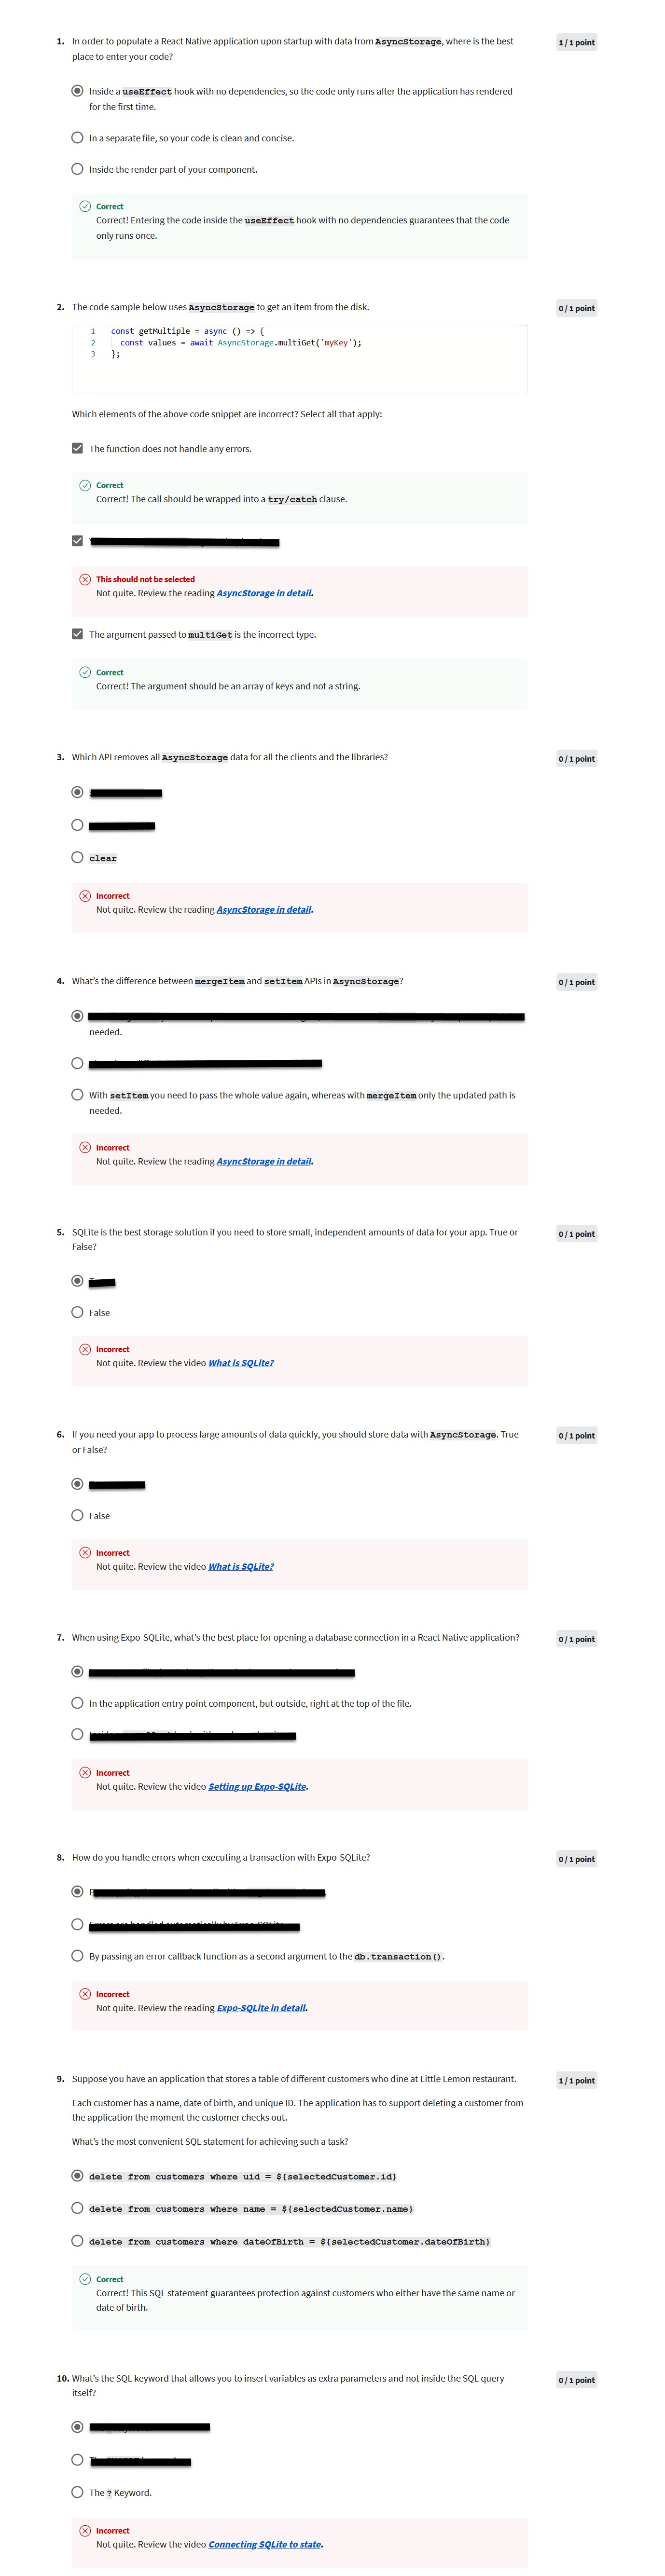 1. In order to populate a React Native application upon startup with data from AsyncStorage, where is the best
place to enter your code?
1 / 1 point
Inside a useEffect hook with no dependencies, so the code only runs after the application has rendered
for the first time.
In a separate file, so your code is clean and concise.
Inside the render part of your component.
Correct
Correct! Entering the code inside the useEffect hook with no dependencies guarantees that the code
only runs once.
2. The code sample below uses AsyncStorage to get an item from the disk.
0 / 1 point
1 const getMultiple = async () => {
2 const values = await AsyncStorage.multiGet('myKey');
3 };
Which elements of the above code snippet are incorrect? Select all that apply:
The function does not handle any errors.
Correct
Correct! The call should be wrapped into a try/catch clause.
This should not be selected
Not quite. Review the reading AsyncStorage in detail.
The argument passed to multiGet is the incorrect type.
Correct
Correct! The argument should be an array of keys and not a string.
3. Which API removes all AsyncStorage data for all the clients and the libraries?
0 / 1 point
clear
Incorrect
Not quite. Review the reading AsyncStorage in detail.
4. What's the difference between mergeItem and setItem APIs in AsyncStorage?
0 / 1 point
needed.
With setItem you need to pass the whole value again, whereas with mergeItem only the updated path is
needed.
Incorrect
Not quite. Review the reading AsyncStorage in detail.
5. SQLite is the best storage solution if you need to store small, independent amounts of data for your app. True or
False?
0 / 1 point
False
Incorrect
Not quite. Review the video What is SQLite?
6. If you need your app to process large amounts of data quickly, you should store data with AsyncStorage. True
or False?
0 / 1 point
False
Incorrect
Not quite. Review the video What is SQLite?
7. When using Expo-SQLite, what's the best place for opening a database connection in a React Native application?
0 / 1 point
In the application entry point component, but outside, right at the top of the file.
Incorrect
Not quite. Review the video Setting up Expo-SQLite.
8. How do you handle errors when executing a transaction with Expo-SQLite?
0 / 1 point
By passing an error callback function as a second argument to the db.transaction().
Incorrect
Not quite. Review the reading Expo-SQLite in detail.
9. Suppose you have an application that stores a table of different customers who dine at Little Lemon restaurant.
1 / 1 point
Each customer has a name, date of birth, and unique ID. The application has to support deleting a customer from
the application the moment the customer checks out.
What's the most convenient SQL statement for achieving such a task?
delete from customers where uid = ${selectedCustomer.id}
delete from customers where name = ${selectedCustomer.name}
delete from customers where dateOfBirth = ${selectedCustomer.dateOfBirth}
Correct
Correct! This SQL statement guarantees protection against customers who either have the same name or
date of birth.
10. What's the SQL keyword that allows you to insert variables as extra parameters and not inside the SQL query
itself?
0 / 1 point
The ? Keyword.
Incorrect
Not quite. Review the video Connecting SQLite to state.